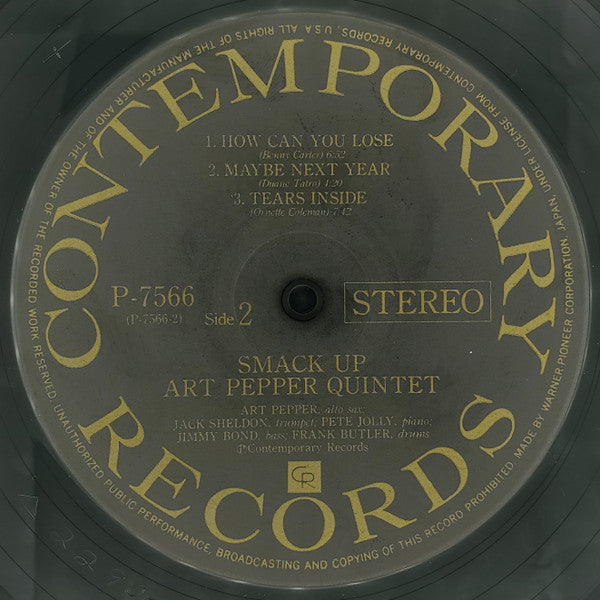 CONTEMPORARY
RECORDS
MADE BY WARNER-PIONEER CORPORATION, JAPAN, UNDER LICENSE FROM CONTEMPORARY RECORDS, U.S.A. ALL RIGHTS OF THE MANUFACTURER AND OF THE OWNER OF THE RECORDED WORK RESERVED. UNAUTHORIZED PUBLIC PERFORMANCE, BROADCASTING AND COPYING OF THIS RECORD PROHIBITED.
1. HOW CAN YOU LOSE
(Benny Carter) 6:52
2. MAYBE NEXT YEAR
(Duane Tatro) 4:20
3. TEARS INSIDE
(Ornette Coleman) 7:42
P-7566
(P-7566-2)
Side 2
STEREO
SMACK UP
ART PEPPER QUINTET
ART PEPPER, alto sax;
JACK SHELDON, trumpet; PETE JOLLY, piano;
JIMMY BOND, bass; FRANK BUTLER, drums
℗Contemporary Records
CR